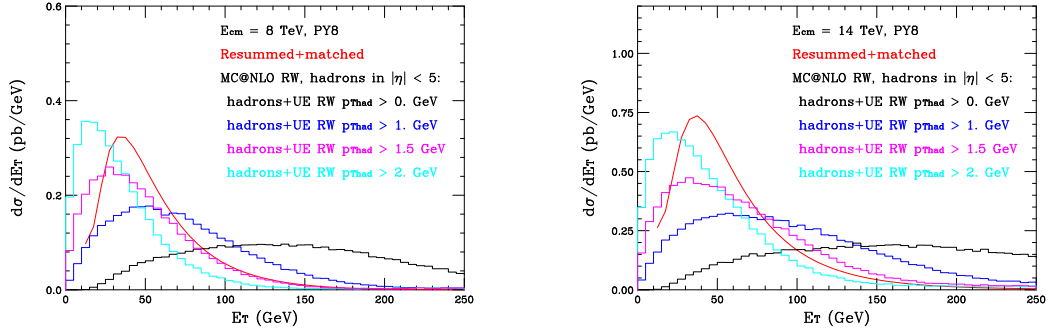 Ecm = 8 TeV, PY8
Resummed+matched
MC@NLO RW, hadrons in |η| < 5:
hadrons+UE RW pThad > 0. GeV
hadrons+UE RW pThad > 1. GeV
hadrons+UE RW pThad > 1.5 GeV
hadrons+UE RW pThad > 2. GeV
dσ/dET (pb/GeV)
0.6
0.4
0.2
0.0
0 50 100 150 200 250
ET (GeV)
Ecm = 14 TeV, PY8
Resummed+matched
MC@NLO RW, hadrons in |η| < 5:
hadrons+UE RW pThad > 0. GeV
hadrons+UE RW pThad > 1. GeV
hadrons+UE RW pThad > 1.5 GeV
hadrons+UE RW pThad > 2. GeV
dσ/dET (pb/GeV)
1.00
0.75
0.50
0.25
0.00
0 50 100 150 200 250
ET (GeV)